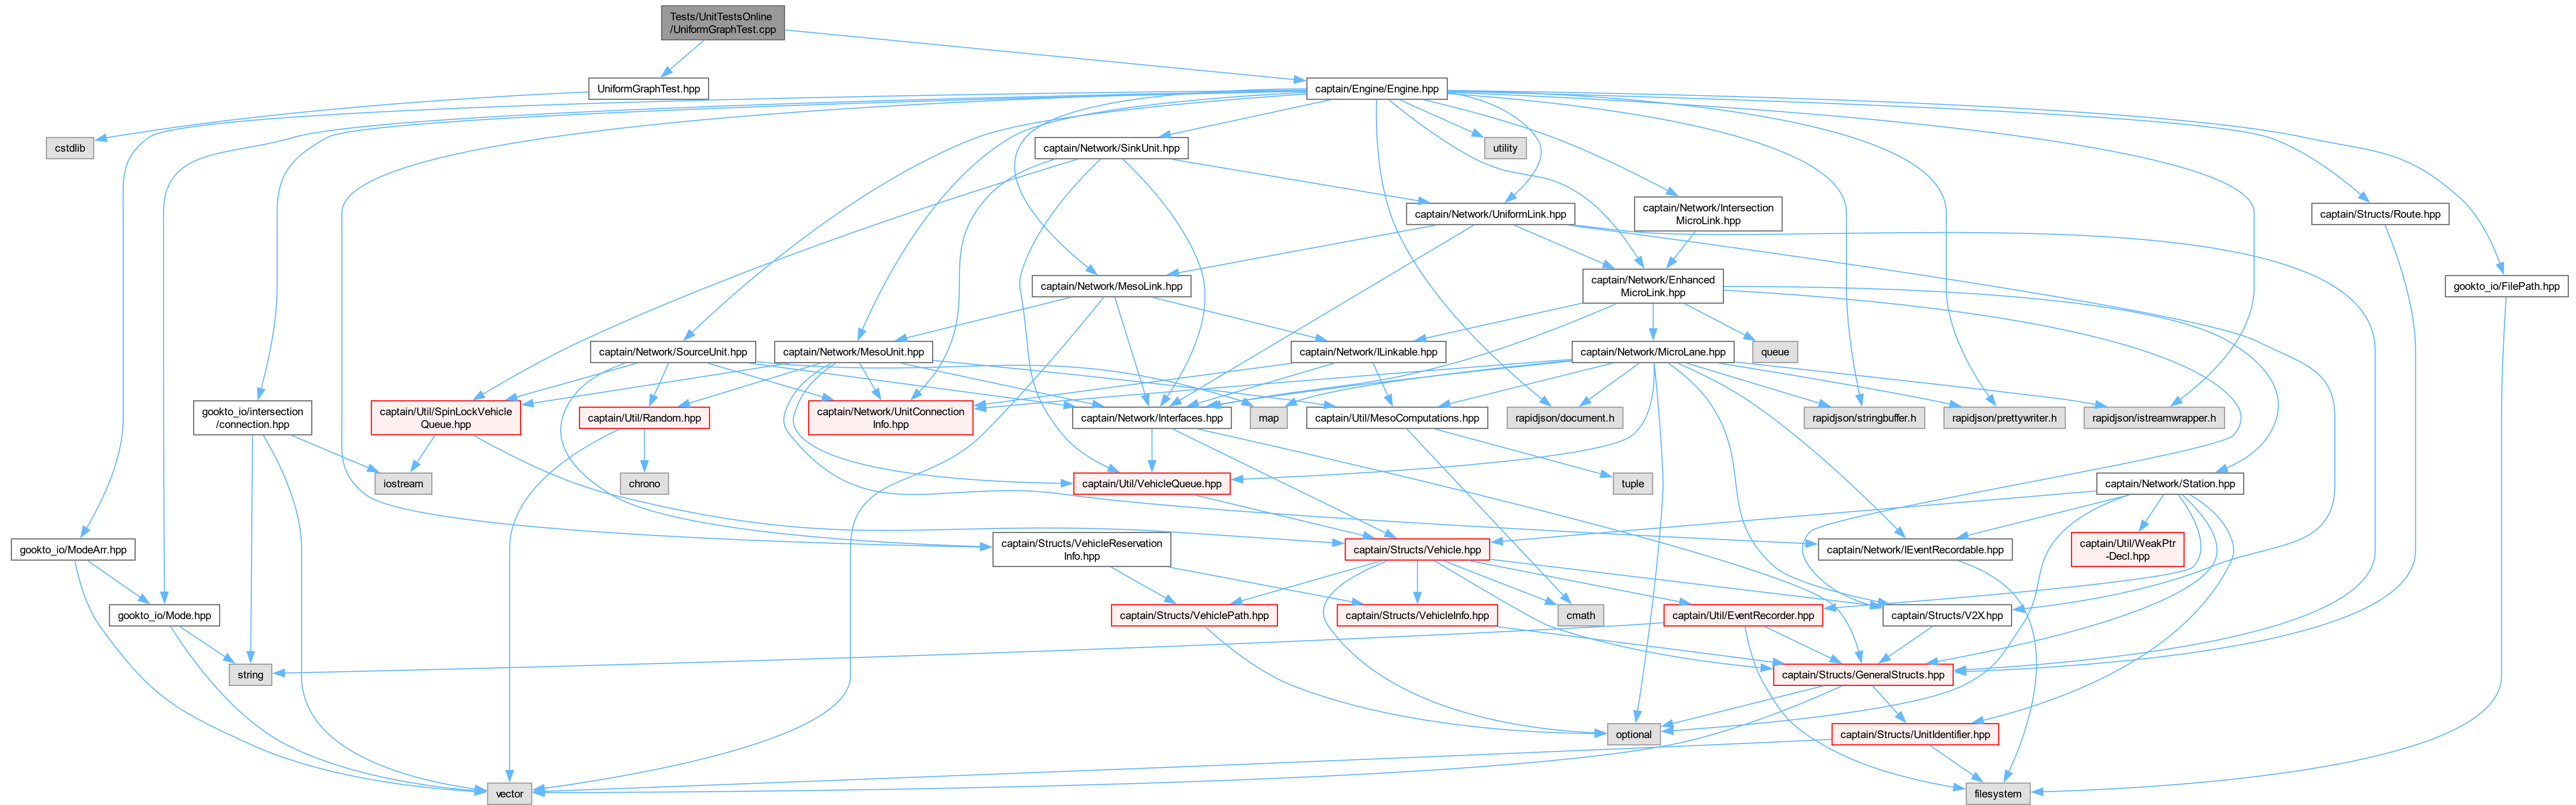 Tests/UnitTestsOnline
/UniformGraphTest.cpp
UniformGraphTest.hpp
captain/Engine/Engine.hpp
cstdlib
captain/Network/SinkUnit.hpp
utility
captain/Network/UniformLink.hpp
captain/Network/Intersection
MicroLink.hpp
captain/Structs/Route.hpp
captain/Network/MesoLink.hpp
captain/Network/Enhanced
MicroLink.hpp
gookto_io/FilePath.hpp
captain/Network/SourceUnit.hpp
captain/Network/MesoUnit.hpp
captain/Network/ILinkable.hpp
captain/Network/MicroLane.hpp
queue
gookto_io/intersection
/connection.hpp
captain/Util/SpinLockVehicle
Queue.hpp
captain/Util/Random.hpp
captain/Network/UnitConnection
Info.hpp
captain/Network/Interfaces.hpp
map
captain/Util/MesoComputations.hpp
rapidjson/document.h
rapidjson/stringbuffer.h
rapidjson/prettywriter.h
rapidjson/istreamwrapper.h
iostream
chrono
captain/Util/VehicleQueue.hpp
tuple
captain/Network/Station.hpp
gookto_io/ModeArr.hpp
captain/Structs/VehicleReservation
Info.hpp
captain/Structs/Vehicle.hpp
captain/Network/IEventRecordable.hpp
captain/Util/WeakPtr
-Decl.hpp
gookto_io/Mode.hpp
captain/Structs/VehiclePath.hpp
captain/Structs/VehicleInfo.hpp
cmath
captain/Util/EventRecorder.hpp
captain/Structs/V2X.hpp
string
captain/Structs/GeneralStructs.hpp
optional
captain/Structs/UnitIdentifier.hpp
vector
filesystem